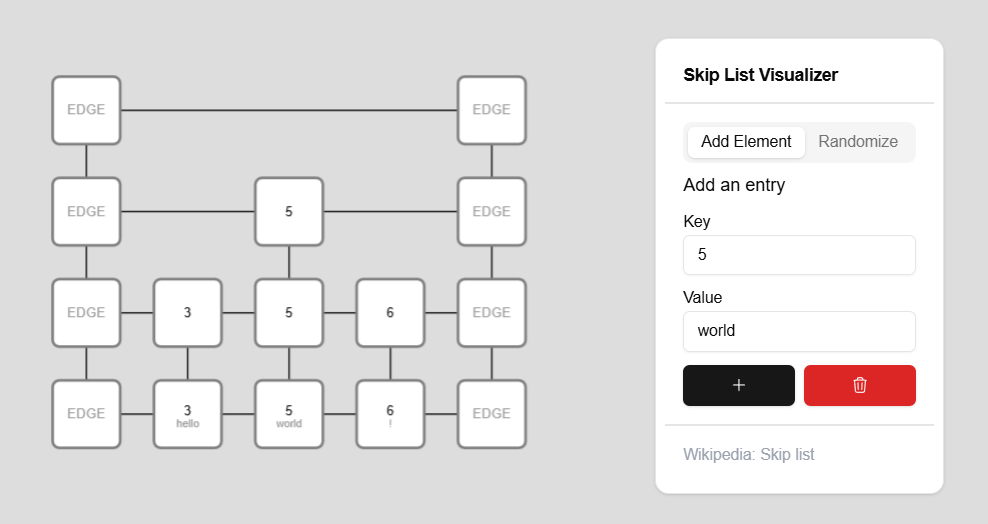 EDGE EDGE
EDGE 5 EDGE
EDGE 3 5 6 EDGE
EDGE 3 5 6 EDGE
hello world !
Skip List Visualizer
Add Element Randomize
Add an entry
Key
5
Value
world
+
Wikipedia: Skip list